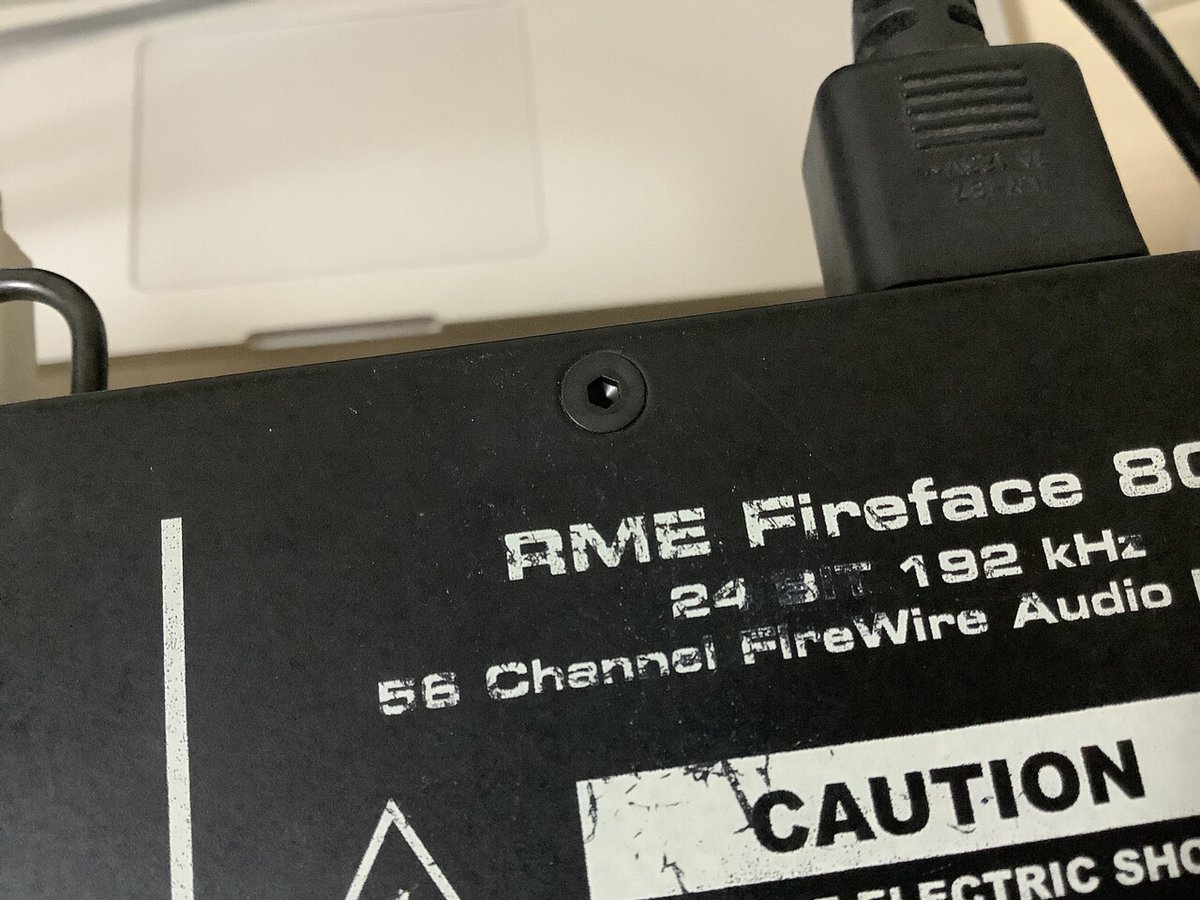 RME Fireface 80
24 BIT 192 kHz
56 Channel FireWire Audio
CAUTION
ELECTRIC SHO